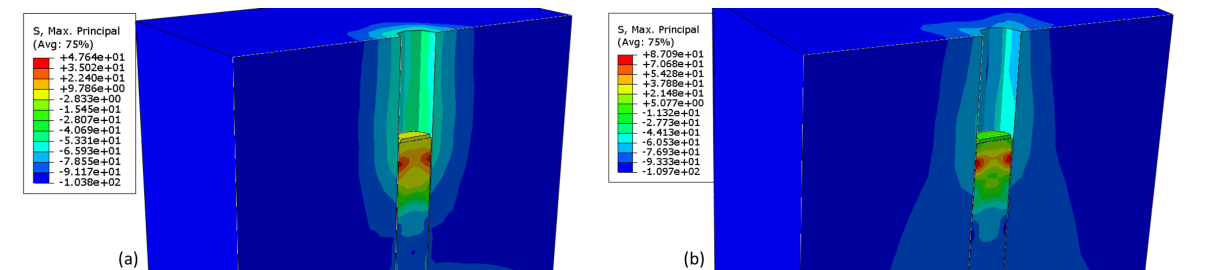 S, Max. Principal
(Avg: 75%)
+4.764e+01
+3.502e+01
+2.240e+01
+9.786e+00
-2.833e+00
-1.545e+01
-2.807e+01
-4.069e+01
-5.331e+01
-6.593e+01
-7.855e+01
-9.117e+01
-1.038e+02
(a)
S, Max. Principal
(Avg: 75%)
+8.709e+01
+7.068e+01
+5.428e+01
+3.788e+01
+2.148e+01
+5.077e+00
-1.132e+01
-2.773e+01
-4.413e+01
-6.053e+01
-7.693e+01
-9.333e+01
-1.097e+02
(b)